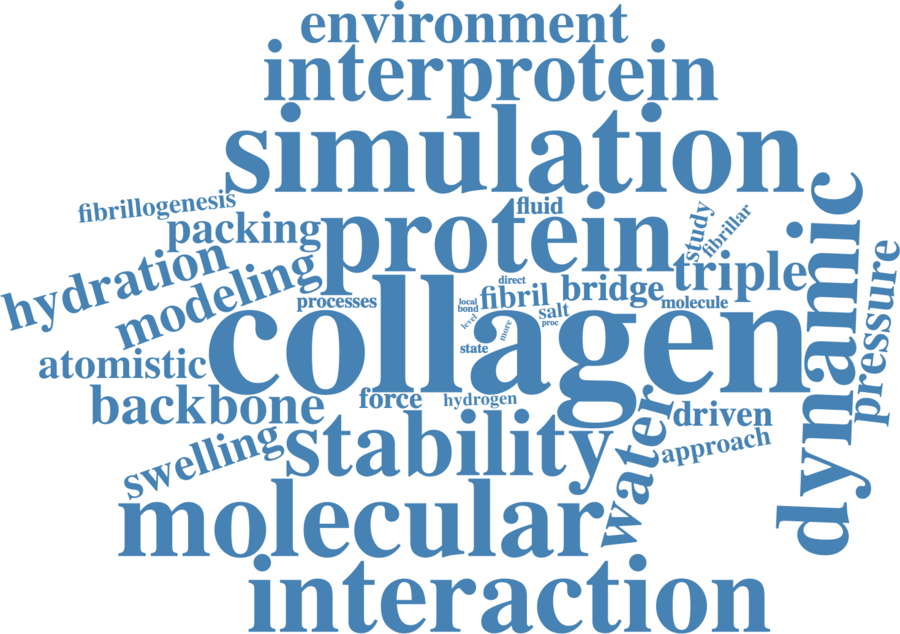 environment
interprotein
simulation
fibrillogenesis
packing
protein
fluid
study
fibrillar
dynamic
hydration
modeling
triple
pressure
direct
bridge
processes
local
bond
fibril
salt
proc
molecule
level
more
collagen
state
atomistic
backbone
force
hydrogen
water
driven
approach
swelling
stability
molecular
interaction